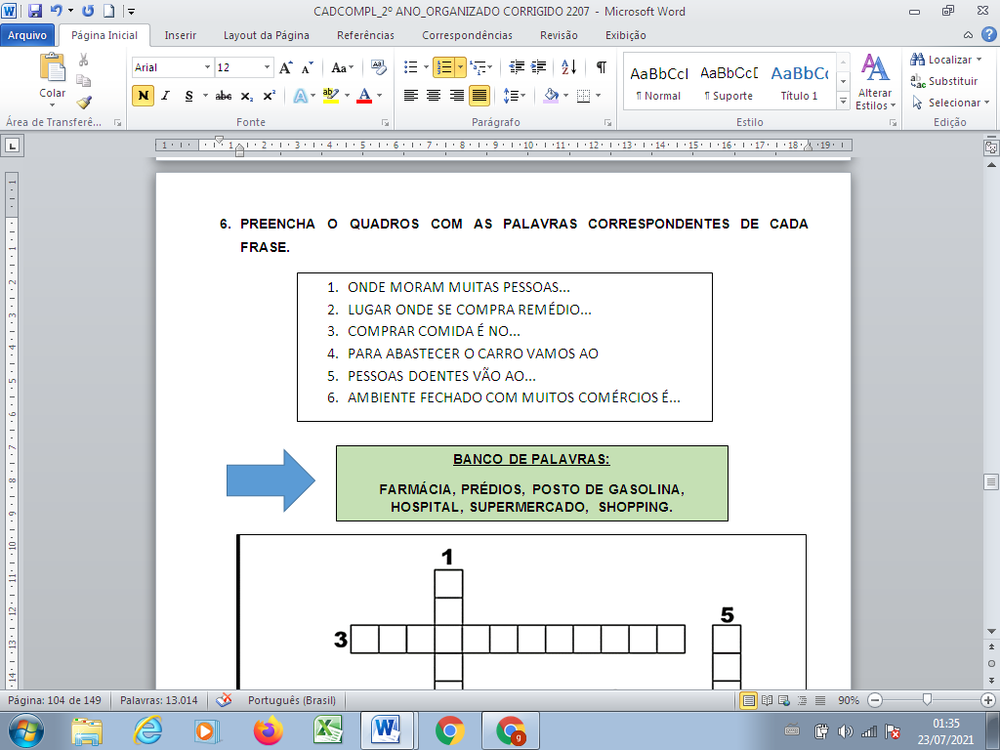 CADCOMPL_2º ANO_ORGANIZADO CORRIGIDO 2207 - Microsoft Word
Arquivo Página Inicial Inserir Layout da Página Referências Correspondências Revisão Exibição
Colar
Área de Transferê...
Arial 12
N I S abc x₂ x²
Fonte
Parágrafo
AaBbCcI AaBbCcD AaBbCc
¶ Normal ¶ Suporte Título 1
Estilo
Alterar Estilos
Localizar
Substituir
Selecionar
Edição
6. PREENCHA O QUADROS COM AS PALAVRAS CORRESPONDENTES DE CADA
FRASE.
1. ONDE MORAM MUITAS PESSOAS...
2. LUGAR ONDE SE COMPRA REMÉDIO...
3. COMPRAR COMIDA É NO...
4. PARA ABASTECER O CARRO VAMOS AO
5. PESSOAS DOENTES VÃO AO...
6. AMBIENTE FECHADO COM MUITOS COMÉRCIOS É...
BANCO DE PALAVRAS:
FARMÁCIA, PRÉDIOS, POSTO DE GASOLINA,
HOSPITAL, SUPERMERCADO, SHOPPING.
1
5
3
Página: 104 de 149 Palavras: 13.014 Português (Brasil) 90%
01:35
23/07/2021